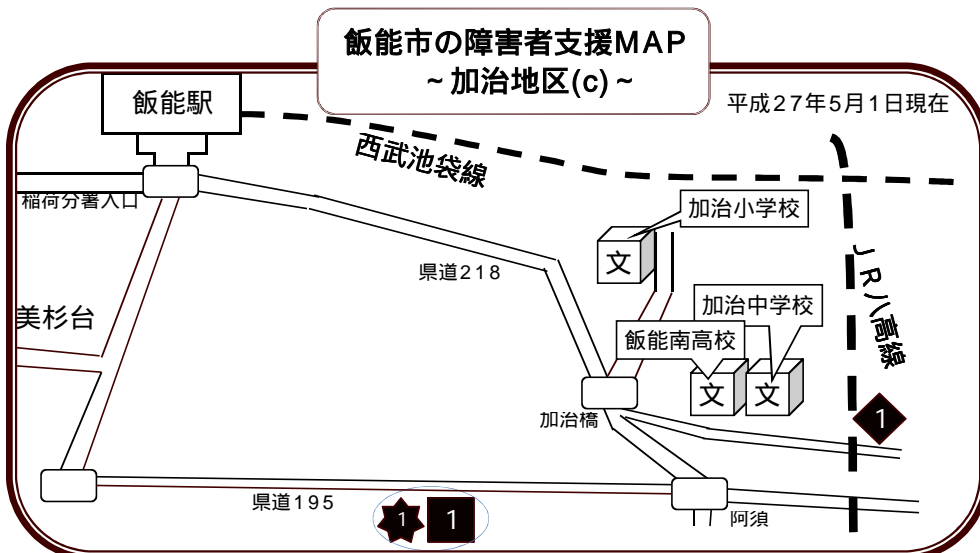 飯能市の障害者支援MAP
~加治地区(c)~
平成27年5月1日現在
飯能駅
西武池袋線
稲荷分署入口
加治小学校
文
県道218
JR八高線
美杉台
加治中学校
飯能南高校
文
文
加治橋
1
県道195
1
1
阿須